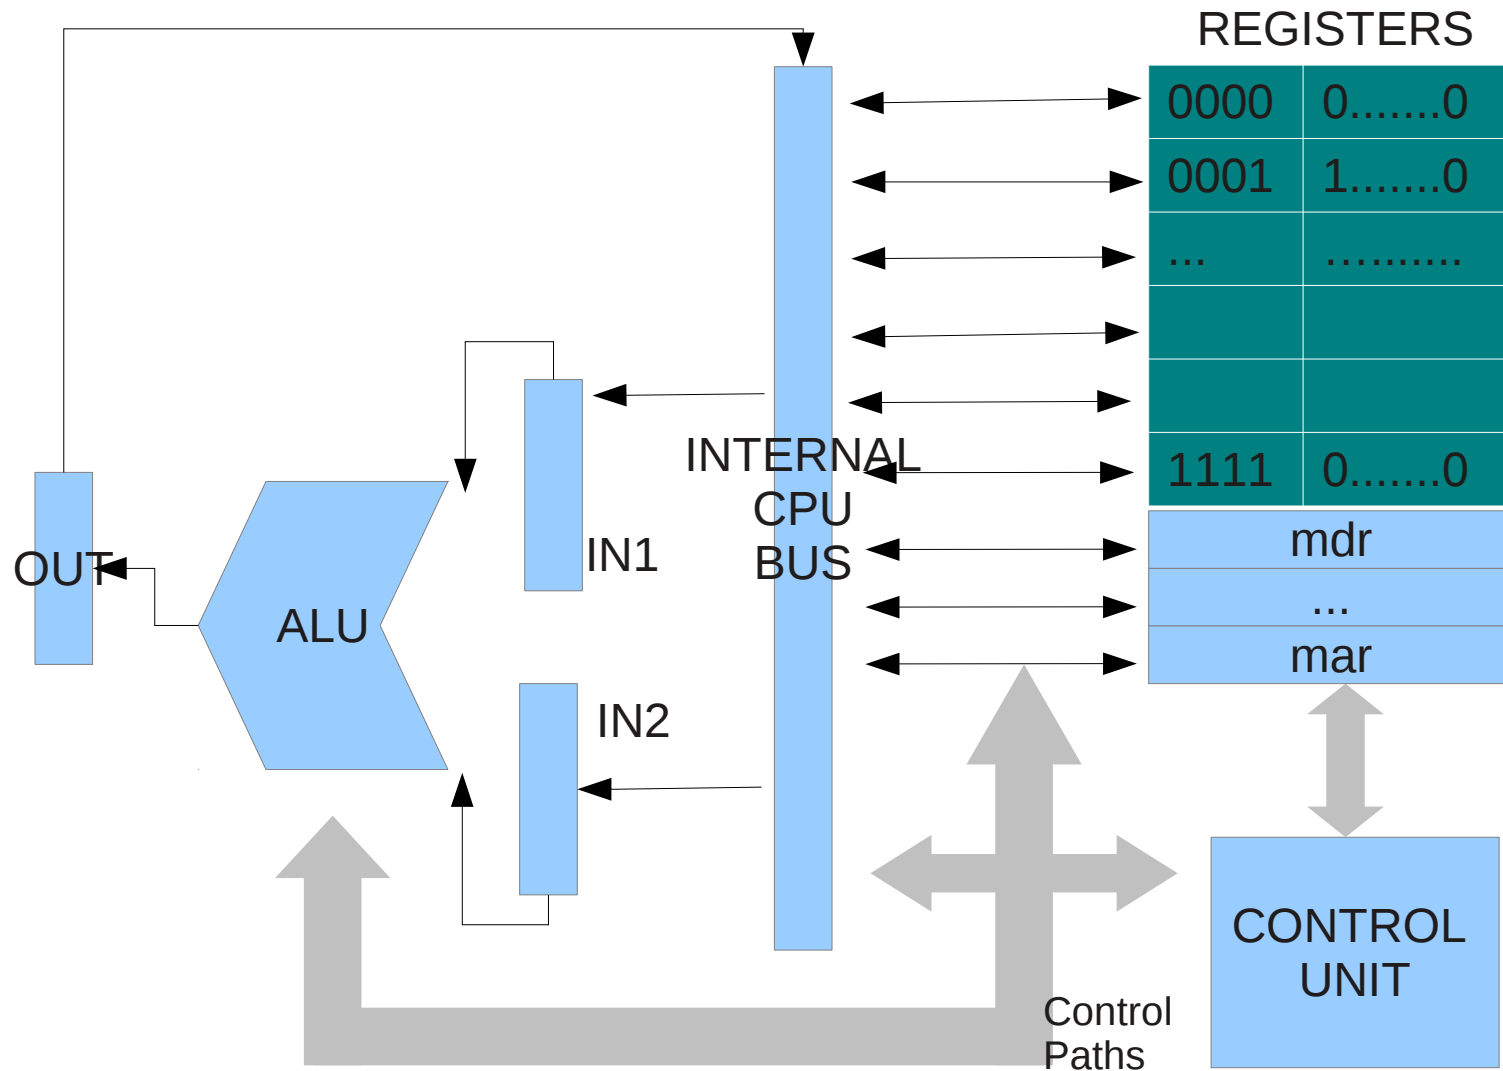 REGISTERS
0000 0.......0
0001 1.......0
... ..........
1111 0.......0
mdr
...
mar
INTERNAL
CPU
BUS
IN1
OUT
ALU
IN2
CONTROL
UNIT
Control
Paths